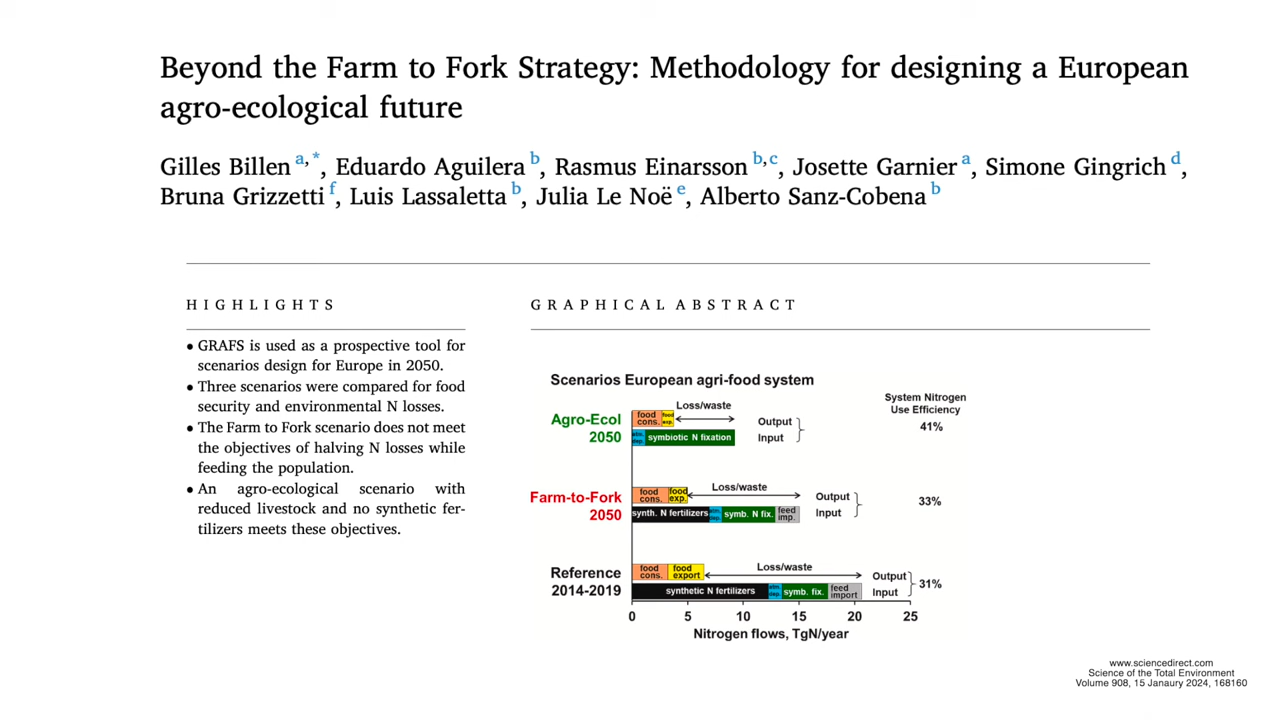 Beyond the Farm to Fork Strategy: Methodology for designing a European
agro-ecological future
Gilles Billen a,*, Eduardo Aguilera b, Rasmus Einarsson b,c, Josette Garnier a, Simone Gingrich d,
Bruna Grizzetti f, Luis Lassaletta b, Julia Le Noë e, Alberto Sanz-Cobena b
HIGHLIGHTS
• GRAFS is used as a prospective tool for
scenarios design for Europe in 2050.
• Three scenarios were compared for food
security and environmental N losses.
• The Farm to Fork scenario does not meet
the objectives of halving N losses while
feeding the population.
• An agro-ecological scenario with
reduced livestock and no synthetic fer-
tilizers meets these objectives.
GRAPHICAL ABSTRACT
Scenarios European agri-food system
System Nitrogen
Use Efficiency
Agro-Ecol
2050
food
cons.
food
exp.
Loss/waste
Output
atm.
dep.
symbiotic N fixation
Input
41%
Farm-to-Fork
2050
food
cons.
food
exp.
Loss/waste
Output
synth. N fertilizers
atm.
dep.
symb. N fix.
feed
imp.
Input
33%
Reference
2014-2019
food
cons.
food
export
Loss/waste
Output
synthetic N fertilizers
atm.
dep.
symb. fix.
feed
import
Input
31%
0 5 10 15 20 25
Nitrogen flows, TgN/year
www.sciencedirect.com
Science of the Total Environment
Volume 908, 15 Janaury 2024, 168160